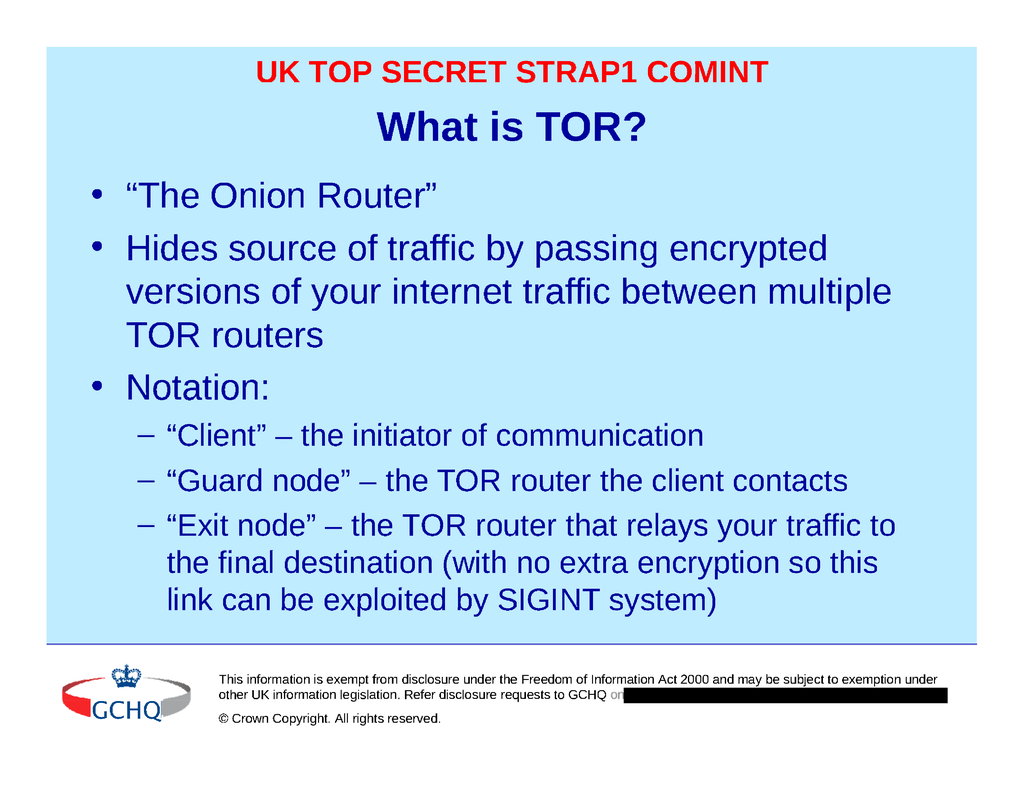 UK TOP SECRET STRAP1 COMINT
What is TOR?
• “The Onion Router”
• Hides source of traffic by passing encrypted
versions of your internet traffic between multiple
TOR routers
• Notation:
– “Client” – the initiator of communication
– “Guard node” – the TOR router the client contacts
– “Exit node” – the TOR router that relays your traffic to
the final destination (with no extra encryption so this
link can be exploited by SIGINT system)
GCHQ
This information is exempt from disclosure under the Freedom of Information Act 2000 and may be subject to exemption under
other UK information legislation. Refer disclosure requests to GCHQ on
© Crown Copyright. All rights reserved.